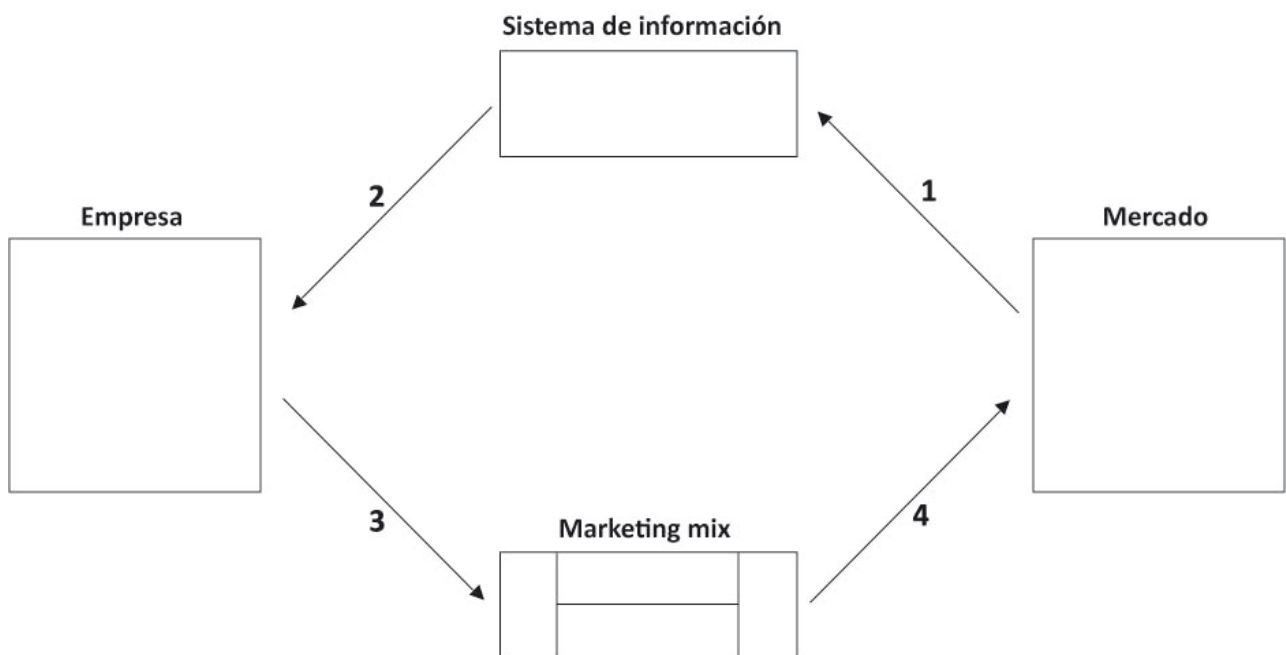 Sistema de información
2
1
Empresa
Mercado
3
4
Marketing mix